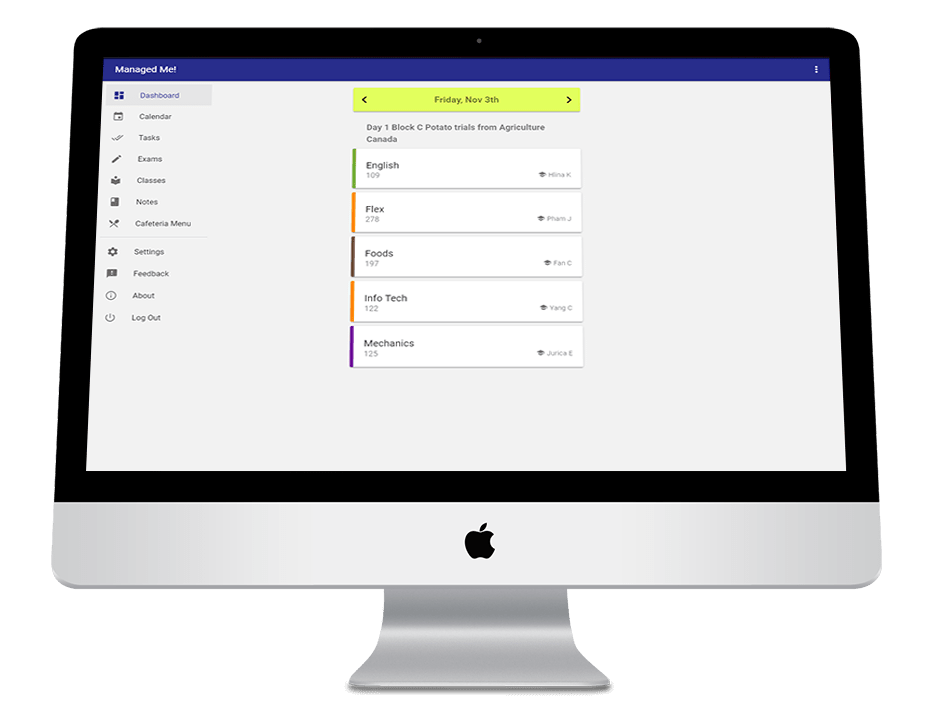 Managed Me!
Dashboard
Calendar
Tasks
Exams
Classes
Notes
Cafeteria Menu
Settings
Feedback
About
Log Out
Friday, Nov 3th
Day 1 Block C Potato trials from Agriculture
Canada
English
109
Hlina K
Flex
278
Pham J
Foods
197
Fan C
Info Tech
122
Yang C
Mechanics
125
Jurica E